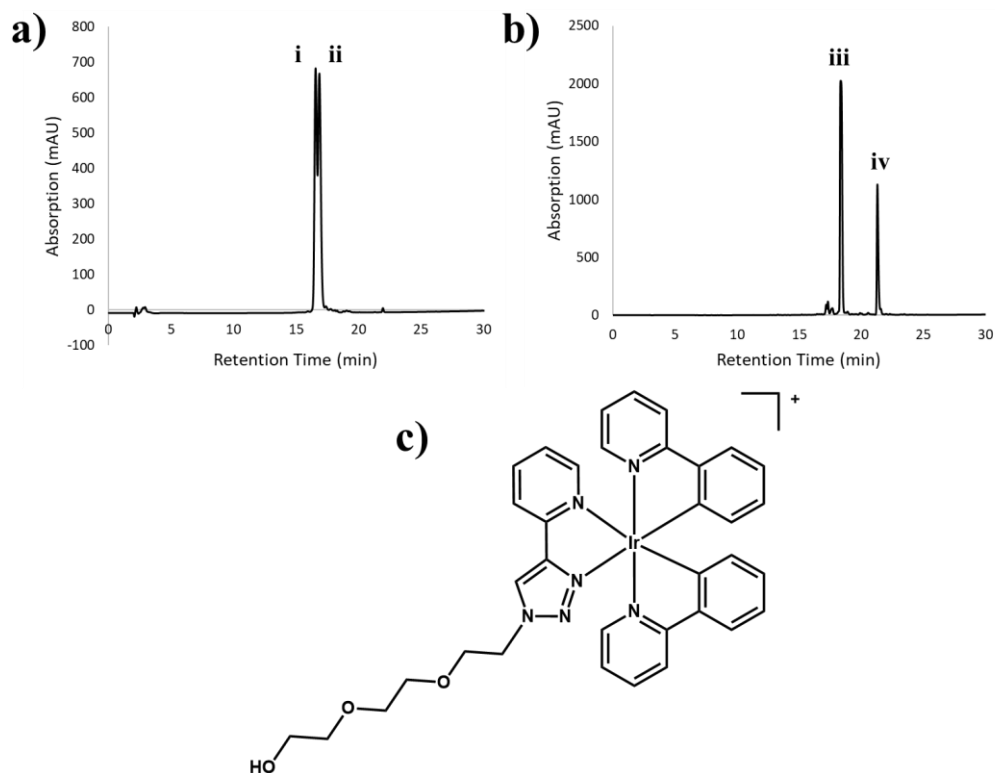 a)
800
700
600
500
400
300
200
100
0
-100
Absorption (mAU)
i ii
0 5 10 15 20 25 30
Retention Time (min)
b)
2500
2000
1500
1000
500
0
Absorption (mAU)
iii
iv
0 5 10 15 20 25 30
Retention Time (min)
c)
+
N
N
Ir
N
N
N
N
N
O
O
HO